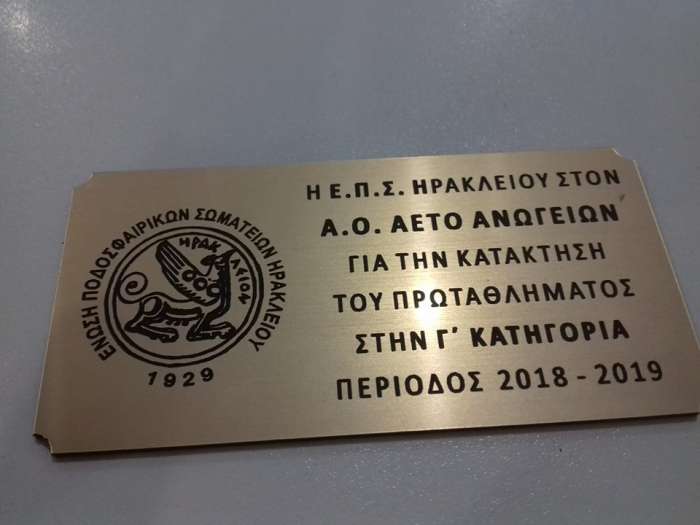 ΕΝΩΣΗ ΠΟΔΟΣΦΑΙΡΙΚΩΝ ΣΩΜΑΤΕΙΩΝ ΗΡΑΚΛΕΙΟΥ
ΗΡΑΚ
ΛΕΙΟΝ
1929
Η Ε.Π.Σ. ΗΡΑΚΛΕΙΟΥ ΣΤΟΝ
Α.Ο. ΑΕΤΟ ΑΝΩΓΕΙΩΝ
ΓΙΑ ΤΗΝ ΚΑΤΑΚΤΗΣΗ
ΤΟΥ ΠΡΩΤΑΘΛΗΜΑΤΟΣ
ΣΤΗΝ Γ' ΚΑΤΗΓΟΡΙΑ
ΠΕΡΙΟΔΟΣ 2018 - 2019